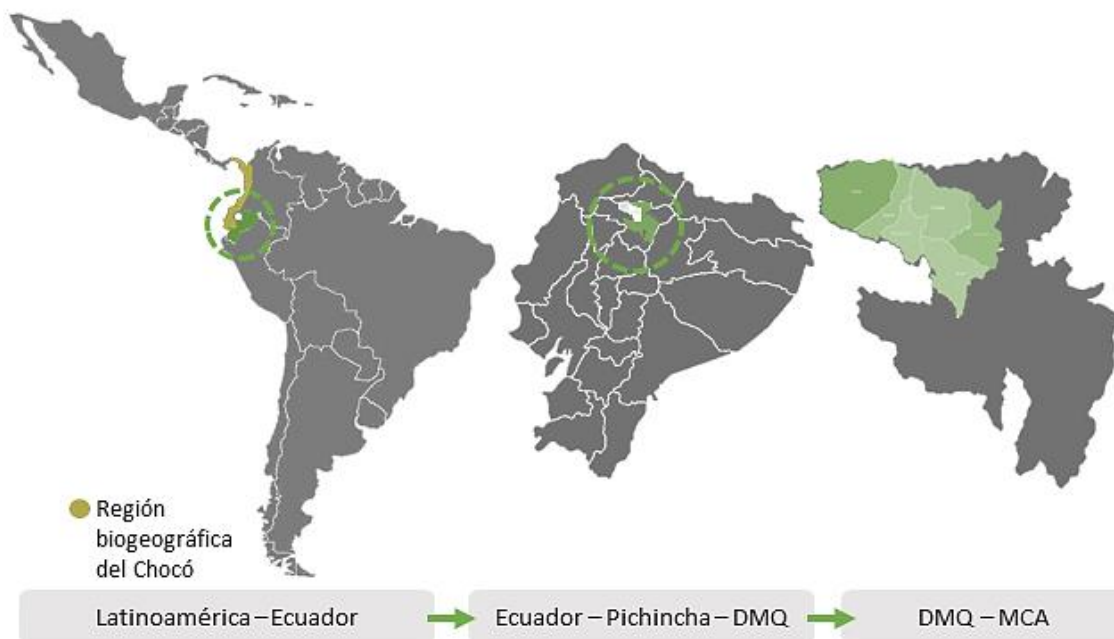 Región
biogeográfica
del Chocó
Latinoamérica – Ecuador
Ecuador – Pichincha – DMQ
DMQ – MCA